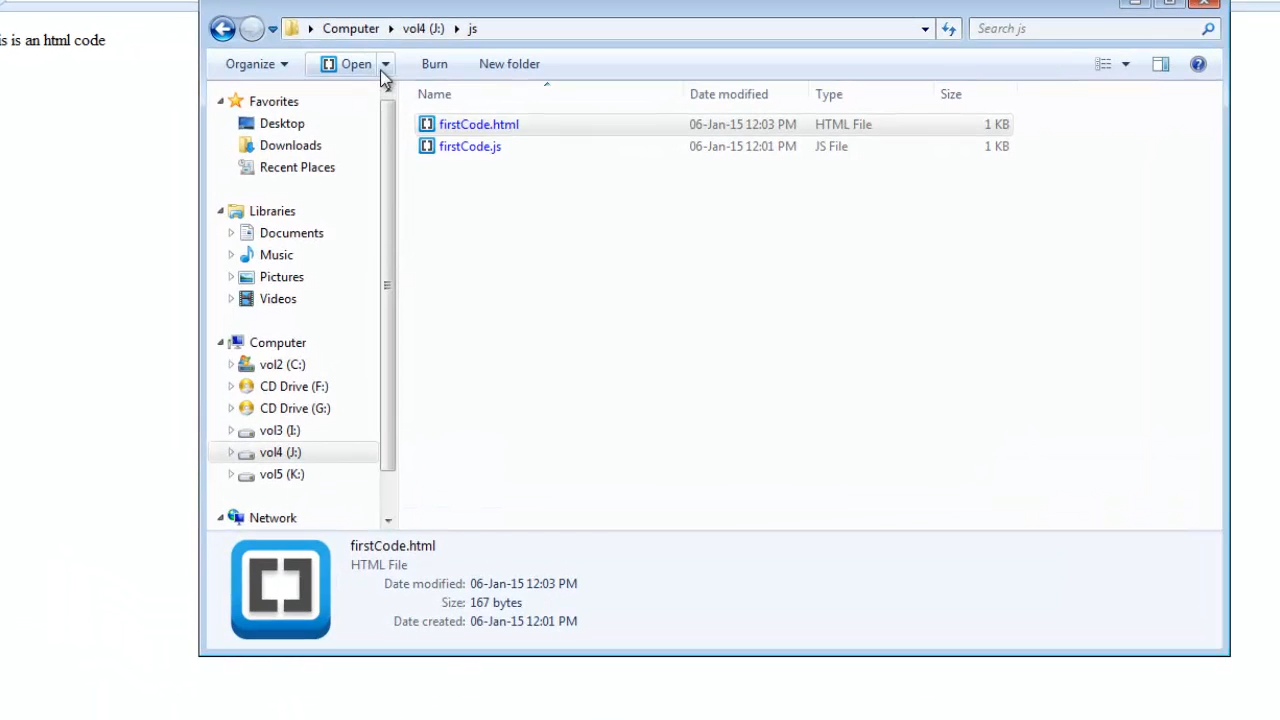 is is an html code
Computer vol4 (J:) js
Search js
Organize Open Burn New folder
Name Date modified Type Size
firstCode.html 06-Jan-15 12:03 PM HTML File 1 KB
firstCode.js 06-Jan-15 12:01 PM JS File 1 KB
Favorites
Desktop
Downloads
Recent Places
Libraries
Documents
Music
Pictures
Videos
Computer
vol2 (C:)
CD Drive (F:)
CD Drive (G:)
vol3 (I:)
vol4 (J:)
vol5 (K:)
Network
firstCode.html
HTML File
Date modified: 06-Jan-15 12:03 PM
Size: 167 bytes
Date created: 06-Jan-15 12:01 PM